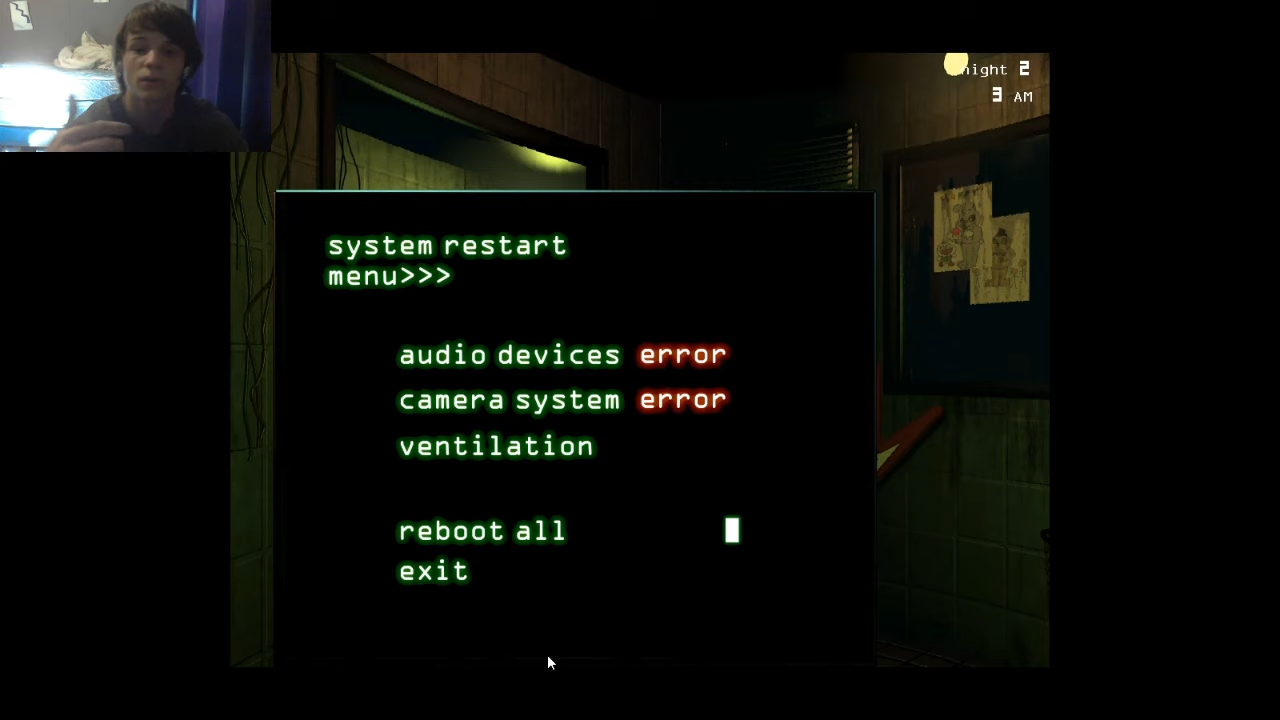 night 2
3 AM
system restart
menu>>>
audio devices error
camera system error
ventilation
reboot all
exit